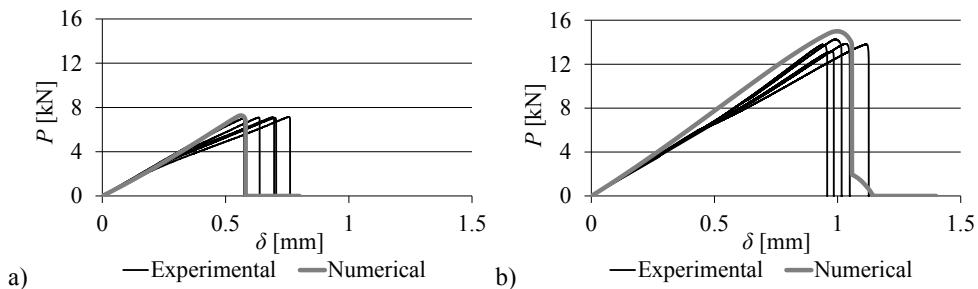 16
12
8
4
0
P [kN]
0 0.5 1 1.5
δ [mm]
Experimental Numerical
a)
16
12
8
4
0
P [kN]
0 0.5 1 1.5
δ [mm]
Experimental Numerical
b)